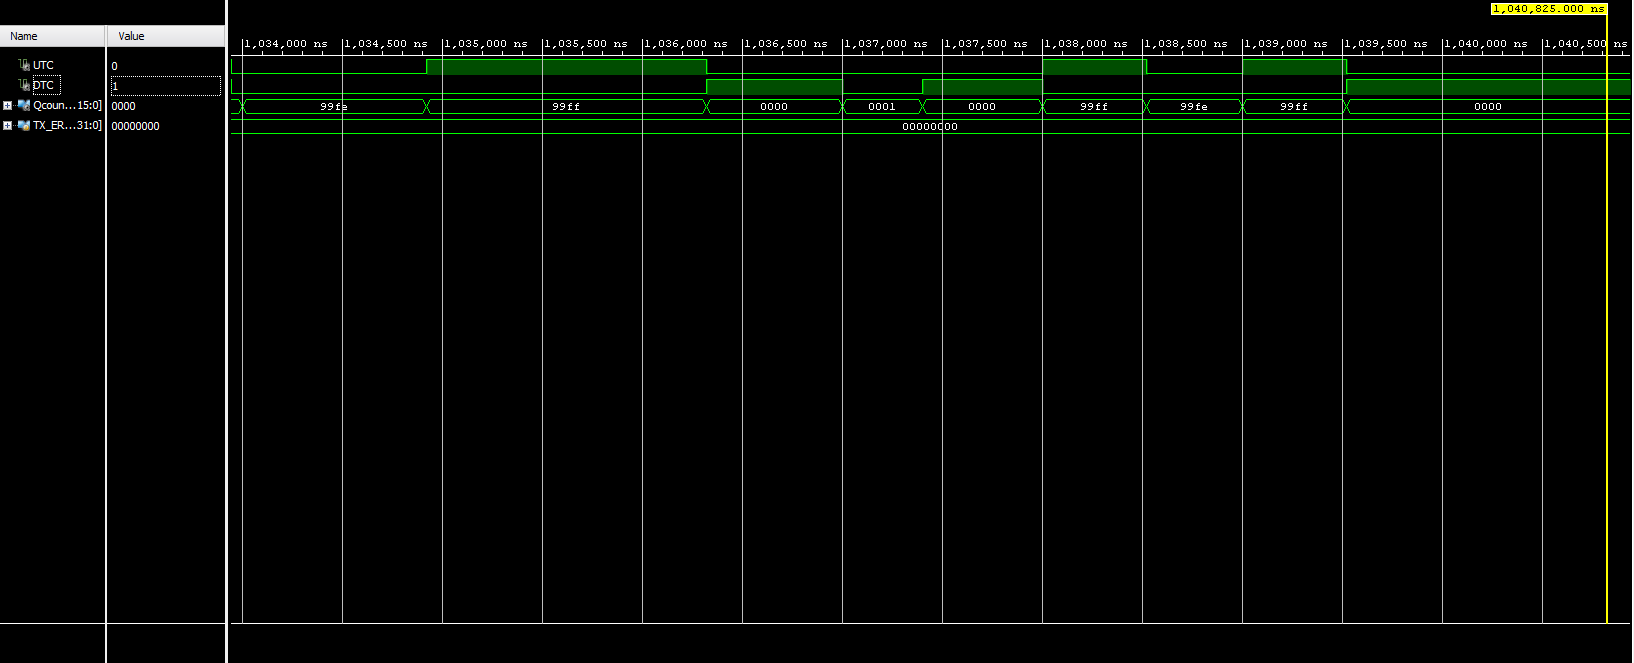 1,040,825.000 ns
Name Value
1,034,000 ns 1,034,500 ns 1,035,000 ns 1,035,500 ns 1,036,000 ns 1,036,500 ns 1,037,000 ns 1,037,500 ns 1,038,000 ns 1,038,500 ns 1,039,000 ns 1,039,500 ns 1,040,000 ns 1,040,500 ns
UTC 0
DTC 1
Qcoun...15:0] 0000 99fe 99ff 0000 0001 0000 99ff 99fe 99ff 0000
TX_ER...31:0] 00000000 00000000